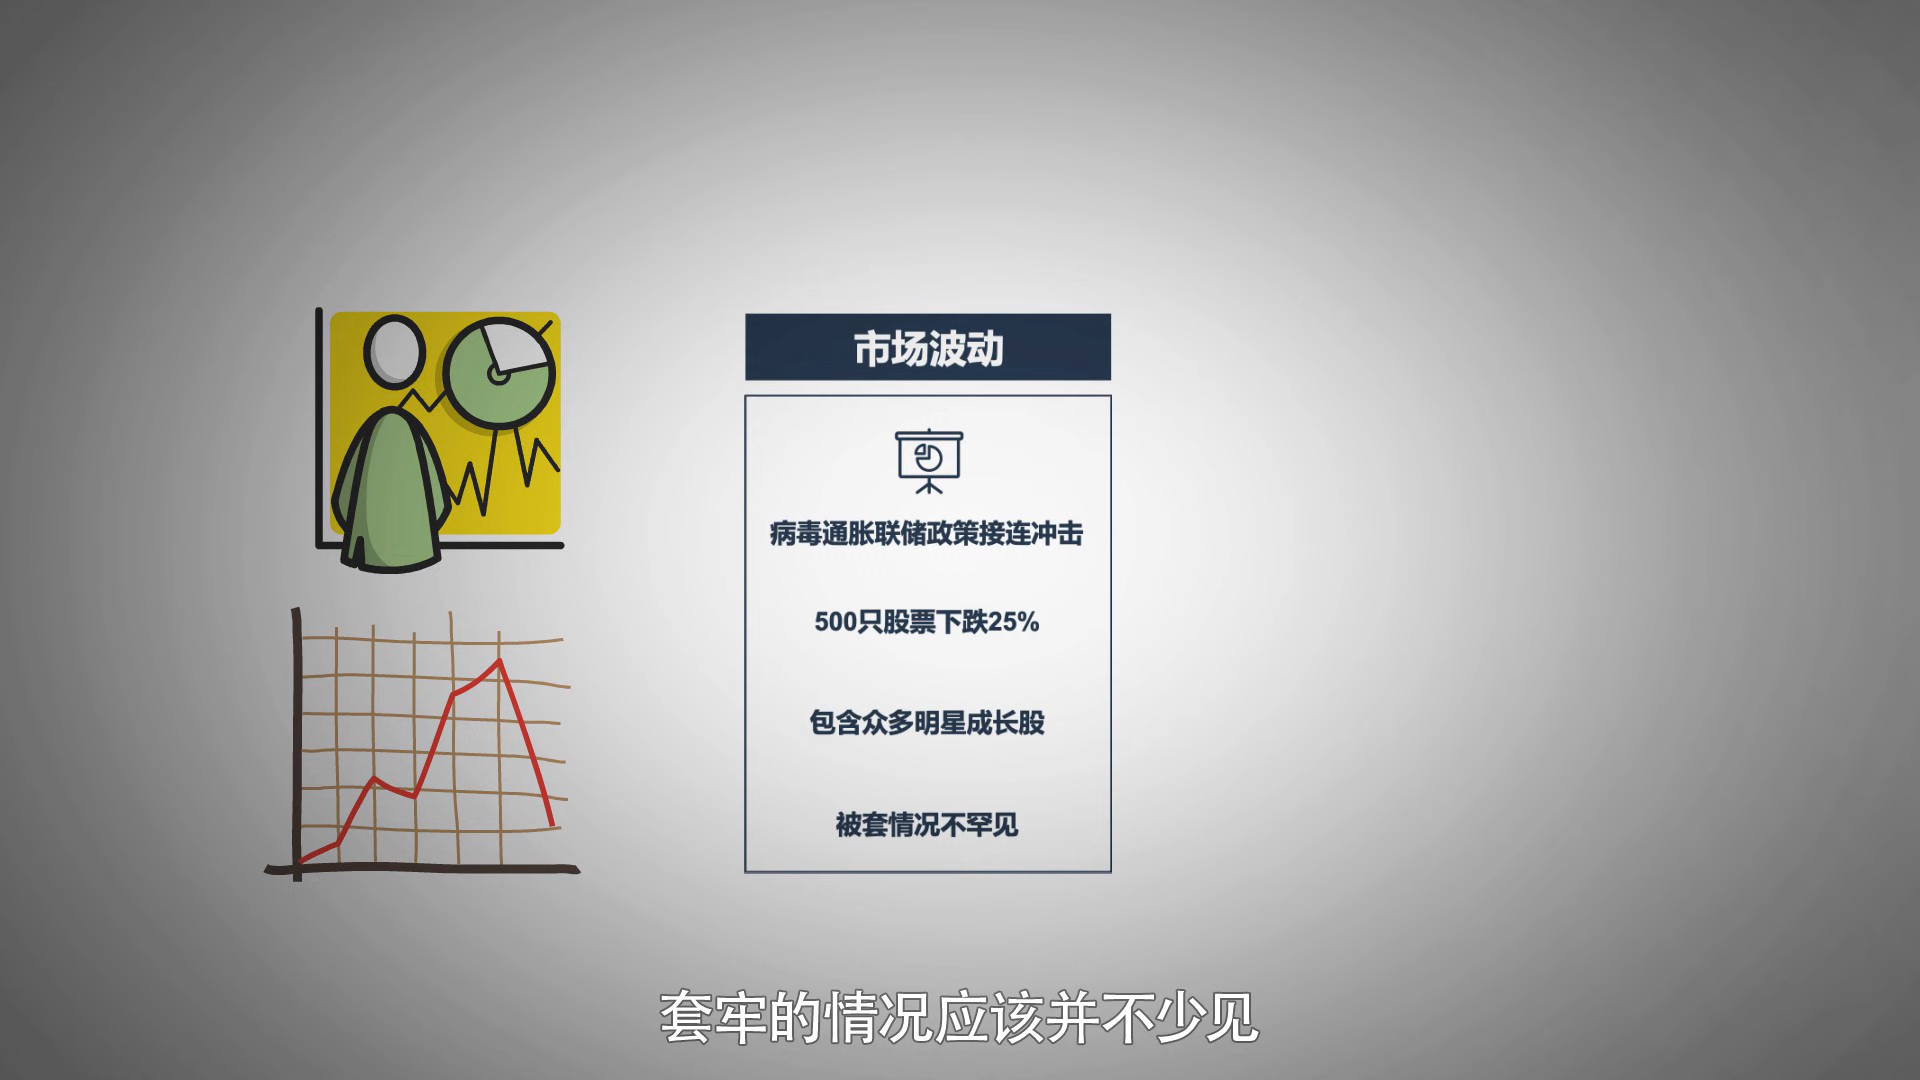 市场波动
病毒通胀联储政策接连冲击
500只股票下跌25%
包含众多明星成长股
被套情况不罕见
套牢的情况应该并不少见